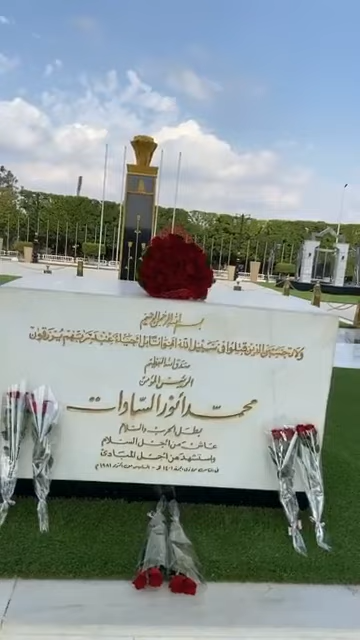 بسم الله الرحمن الرحيم
ولا تحسبن الذين قتلوا في سبيل الله أمواتا بل أحياء عند ربهم يرزقون
صدق الله العظيم
الرئيس المؤمن
محمد أنور السادات
بطل الحرب والسلام
عاش من أجل السلام
واستشهد من أجل المبادئ